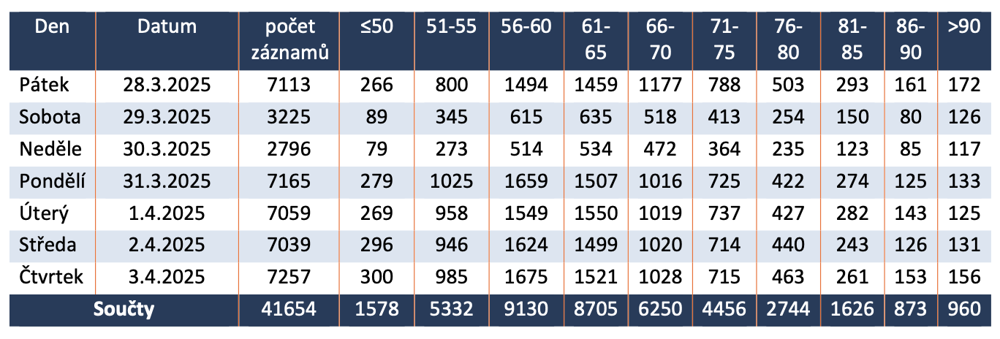 Den Datum počet záznamů ≤50 51-55 56-60 61-65 66-70 71-75 76-80 81-85 86-90 >90
Pátek 28.3.2025 7113 266 800 1494 1459 1177 788 503 293 161 172
Sobota 29.3.2025 3225 89 345 615 635 518 413 254 150 80 126
Neděle 30.3.2025 2796 79 273 514 534 472 364 235 123 85 117
Pondělí 31.3.2025 7165 279 1025 1659 1507 1016 725 422 274 125 133
Úterý 1.4.2025 7059 269 958 1549 1550 1019 737 427 282 143 125
Středa 2.4.2025 7039 296 946 1624 1499 1020 714 440 243 126 131
Čtvrtek 3.4.2025 7257 300 985 1675 1521 1028 715 463 261 153 156
Součty 41654 1578 5332 9130 8705 6250 4456 2744 1626 873 960